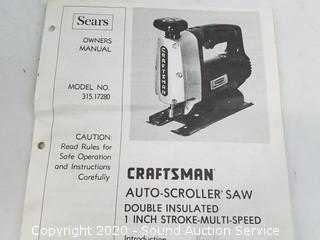 Sears
OWNERS
MANUAL
MODEL NO.
315.17280
CAUTION:
Read Rules for
Safe Operation
and Instructions
Carefully
CRAFTSMAN
CRAFTSMAN®
AUTO-SCROLLER® SAW
DOUBLE INSULATED
1 INCH STROKE-MULTI-SPEED
Introduction
Copyright 2020 - Sound Auction Service